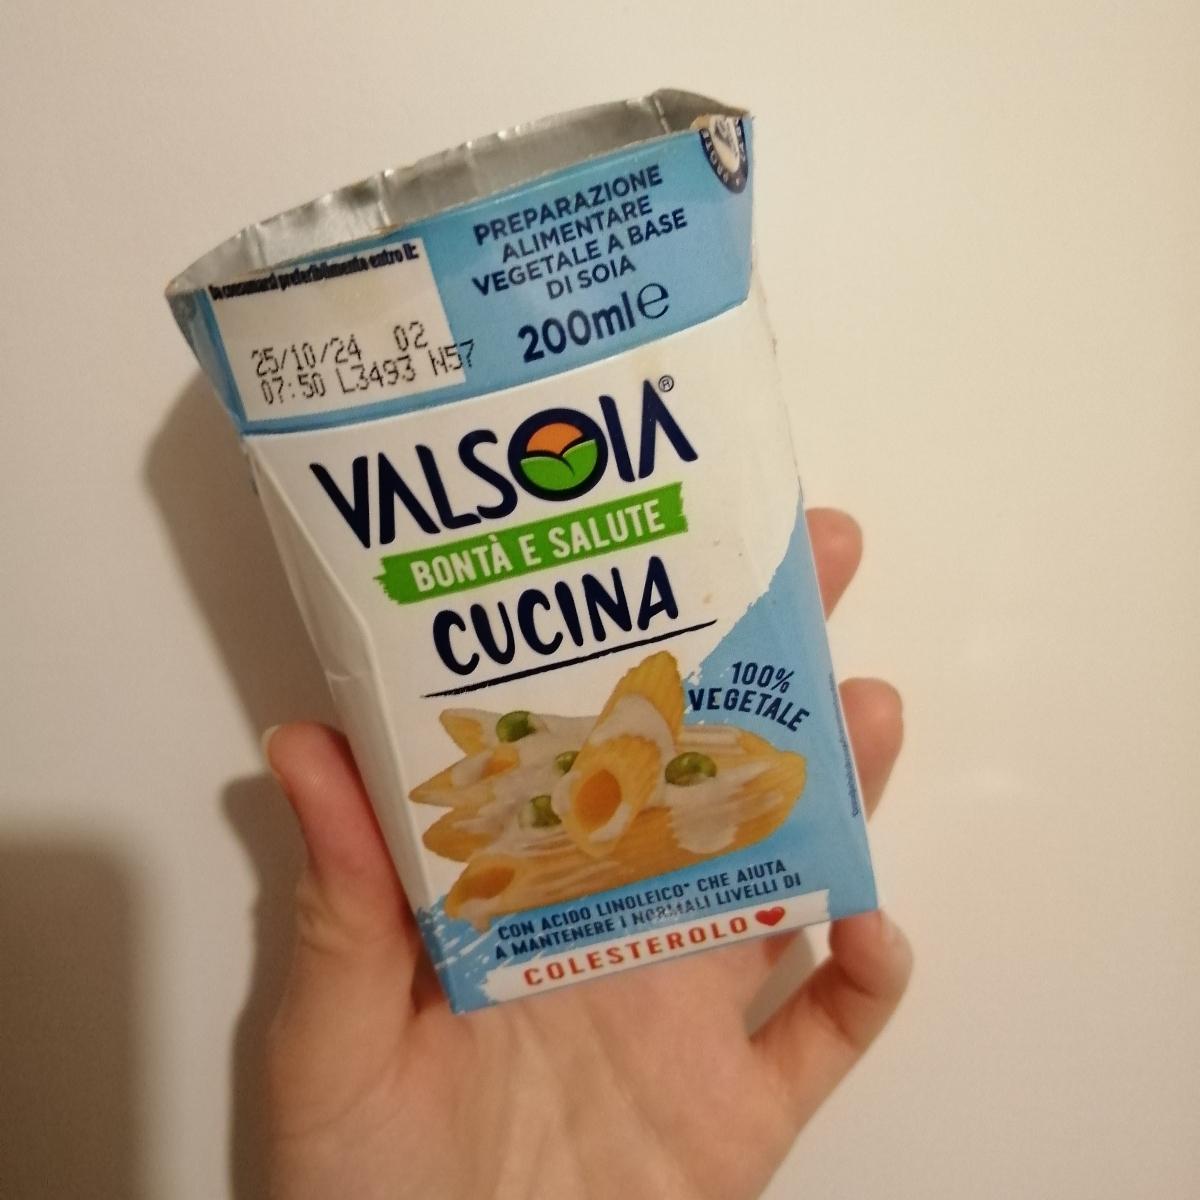 PREPARAZIONE
ALIMENTARE
VEGETALE A BASE
DI SOIA
200ml e
Da consumarsi preferibilmente entro il:
25/10/24 02
07:50 L3493 N57
VALSOIA®
BONTÀ E SALUTE
CUCINA
100%
VEGETALE
CON ACIDO LINOLEICO* CHE AIUTA
A MANTENERE I NORMALI LIVELLI DI
COLESTEROLO